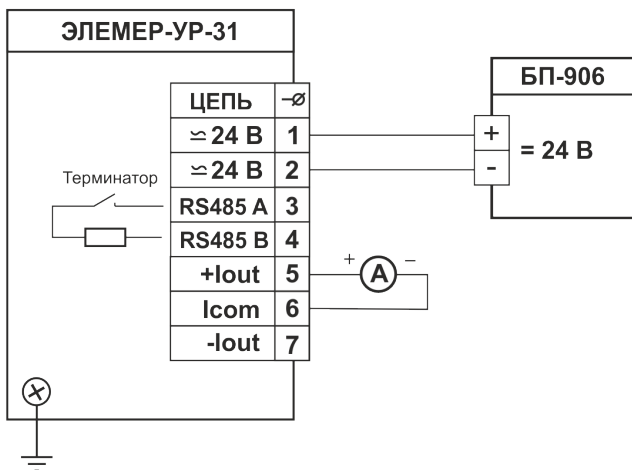 ЭЛЕМЕР-УР-31
БП-906
ЦЕПЬ
≃ 24 В 1
≃ 24 В 2
+
-
= 24 В
Терминатор
RS485 A 3
RS485 B 4
+Iout 5
+ A −
Icom 6
-Iout 7